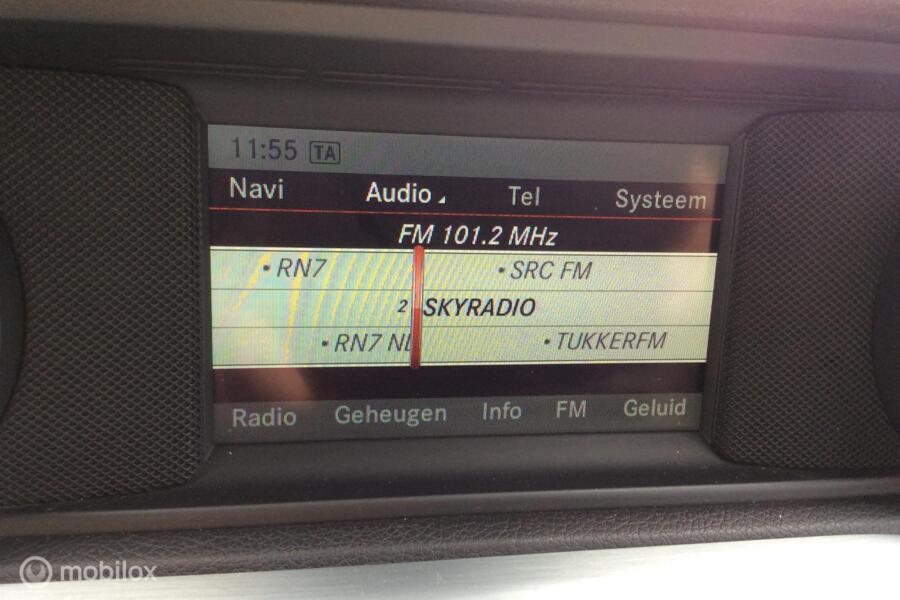 11:55 TA
Navi Audio Tel Systeem
FM 101.2 MHz
• RN7 • SRC FM
2 SKYRADIO
• RN7 NL • TUKKERFM
Radio Geheugen Info FM Geluid
mobilox